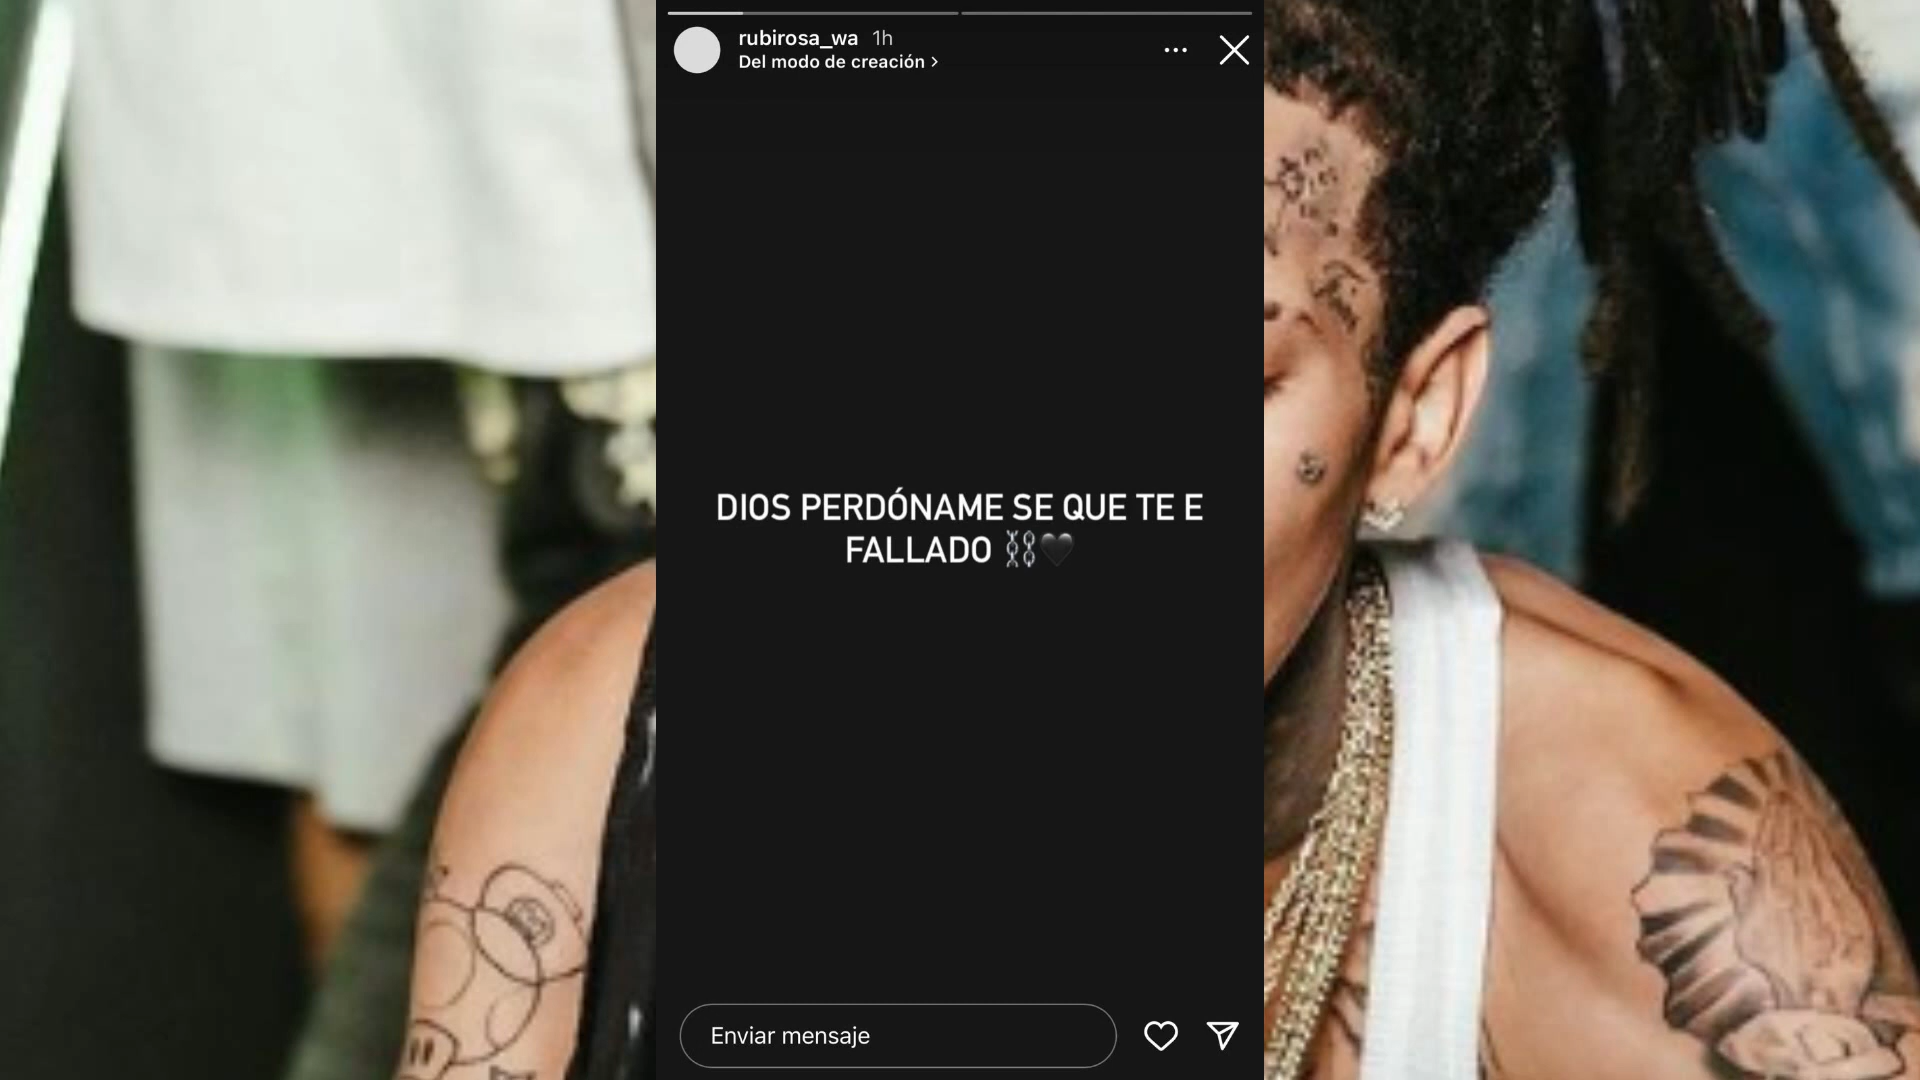 rubirosa_wa 1h
Del modo de creación >
DIOS PERDÓNAME SE QUE TE E
FALLADO ⛓️🖤
Enviar mensaje